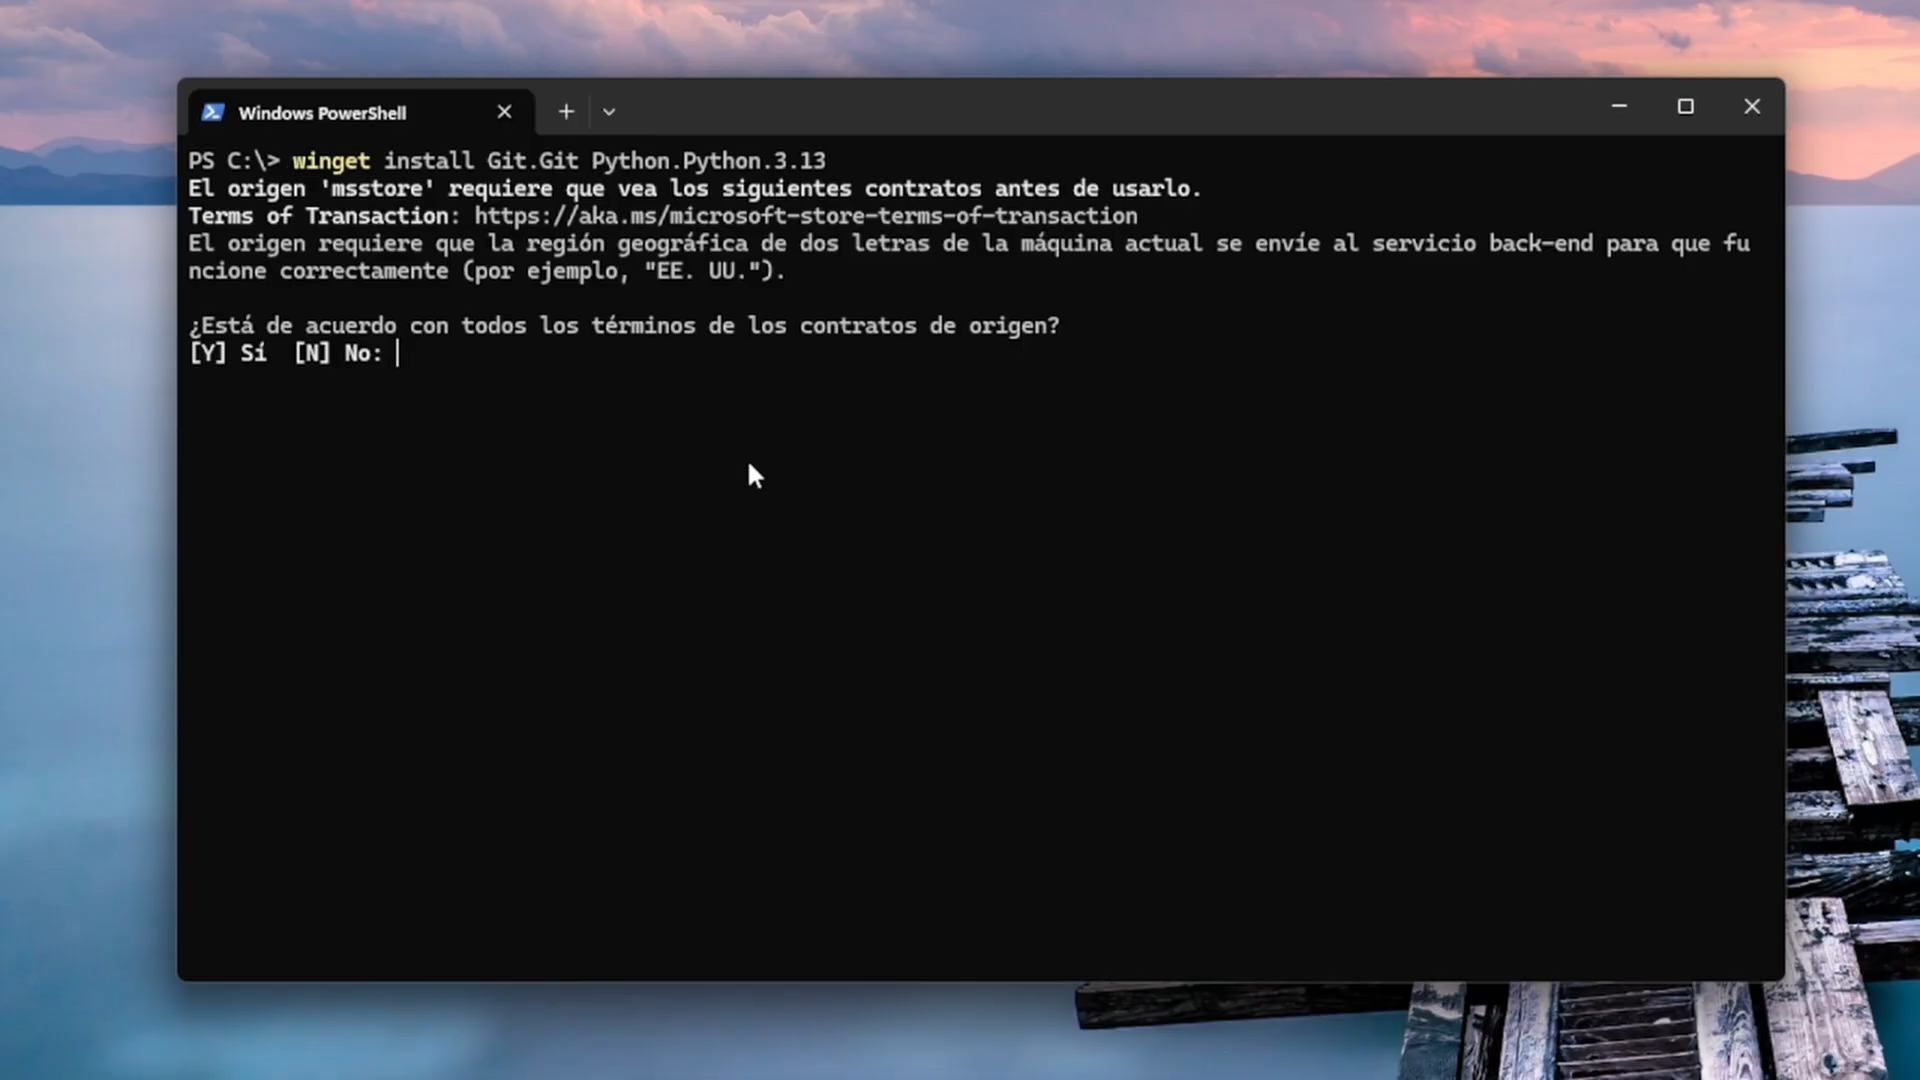 Windows PowerShell
PS C:\> winget install Git.Git Python.Python.3.13
El origen 'msstore' requiere que vea los siguientes contratos antes de usarlo.
Terms of Transaction: https://aka.ms/microsoft-store-terms-of-transaction
El origen requiere que la región geográfica de dos letras de la máquina actual se envíe al servicio back-end para que fu
ncione correctamente (por ejemplo, "EE. UU.").
¿Está de acuerdo con todos los términos de los contratos de origen?
[Y] Sí  [N] No: